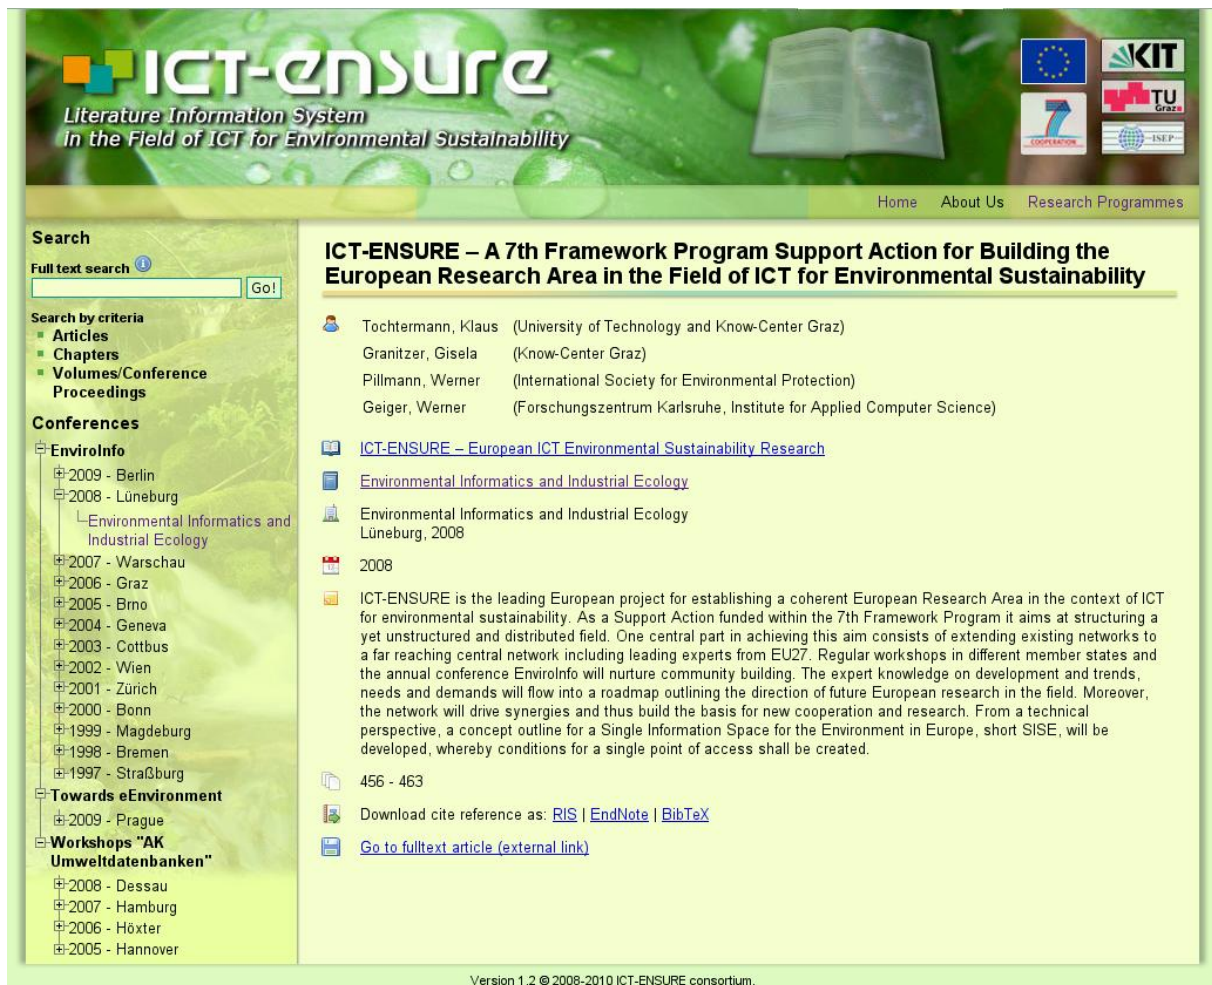 ICT-ensure
Literature Information System
in the Field of ICT for Environmental Sustainability
KIT
7
COOPERATION
TU
Graz
ISEP
Home About Us Research Programmes
Search
Full text search
Go!
Search by criteria
Articles
Chapters
Volumes/Conference
Proceedings
Conferences
EnviroInfo
2009 - Berlin
2008 - Lüneburg
Environmental Informatics and
Industrial Ecology
2007 - Warschau
2006 - Graz
2005 - Brno
2004 - Geneva
2003 - Cottbus
2002 - Wien
2001 - Zürich
2000 - Bonn
1999 - Magdeburg
1998 - Bremen
1997 - Straßburg
Towards eEnvironment
2009 - Prague
Workshops "AK
Umweltdatenbanken"
2008 - Dessau
2007 - Hamburg
2006 - Höxter
2005 - Hannover
ICT-ENSURE – A 7th Framework Program Support Action for Building the
European Research Area in the Field of ICT for Environmental Sustainability
Tochtermann, Klaus (University of Technology and Know-Center Graz)
Granitzer, Gisela (Know-Center Graz)
Pillmann, Werner (International Society for Environmental Protection)
Geiger, Werner (Forschungszentrum Karlsruhe, Institute for Applied Computer Science)
ICT-ENSURE – European ICT Environmental Sustainability Research
Environmental Informatics and Industrial Ecology
Environmental Informatics and Industrial Ecology
Lüneburg, 2008
2008
ICT-ENSURE is the leading European project for establishing a coherent European Research Area in the context of ICT
for environmental sustainability. As a Support Action funded within the 7th Framework Program it aims at structuring a
yet unstructured and distributed field. One central part in achieving this aim consists of extending existing networks to
a far reaching central network including leading experts from EU27. Regular workshops in different member states and
the annual conference EnviroInfo will nurture community building. The expert knowledge on development and trends,
needs and demands will flow into a roadmap outlining the direction of future European research in the field. Moreover,
the network will drive synergies and thus build the basis for new cooperation and research. From a technical
perspective, a concept outline for a Single Information Space for the Environment in Europe, short SISE, will be
developed, whereby conditions for a single point of access shall be created.
456 - 463
Download cite reference as: RIS | EndNote | BibTeX
Go to fulltext article (external link)
Version 1.2 © 2008-2010 ICT-ENSURE consortium.